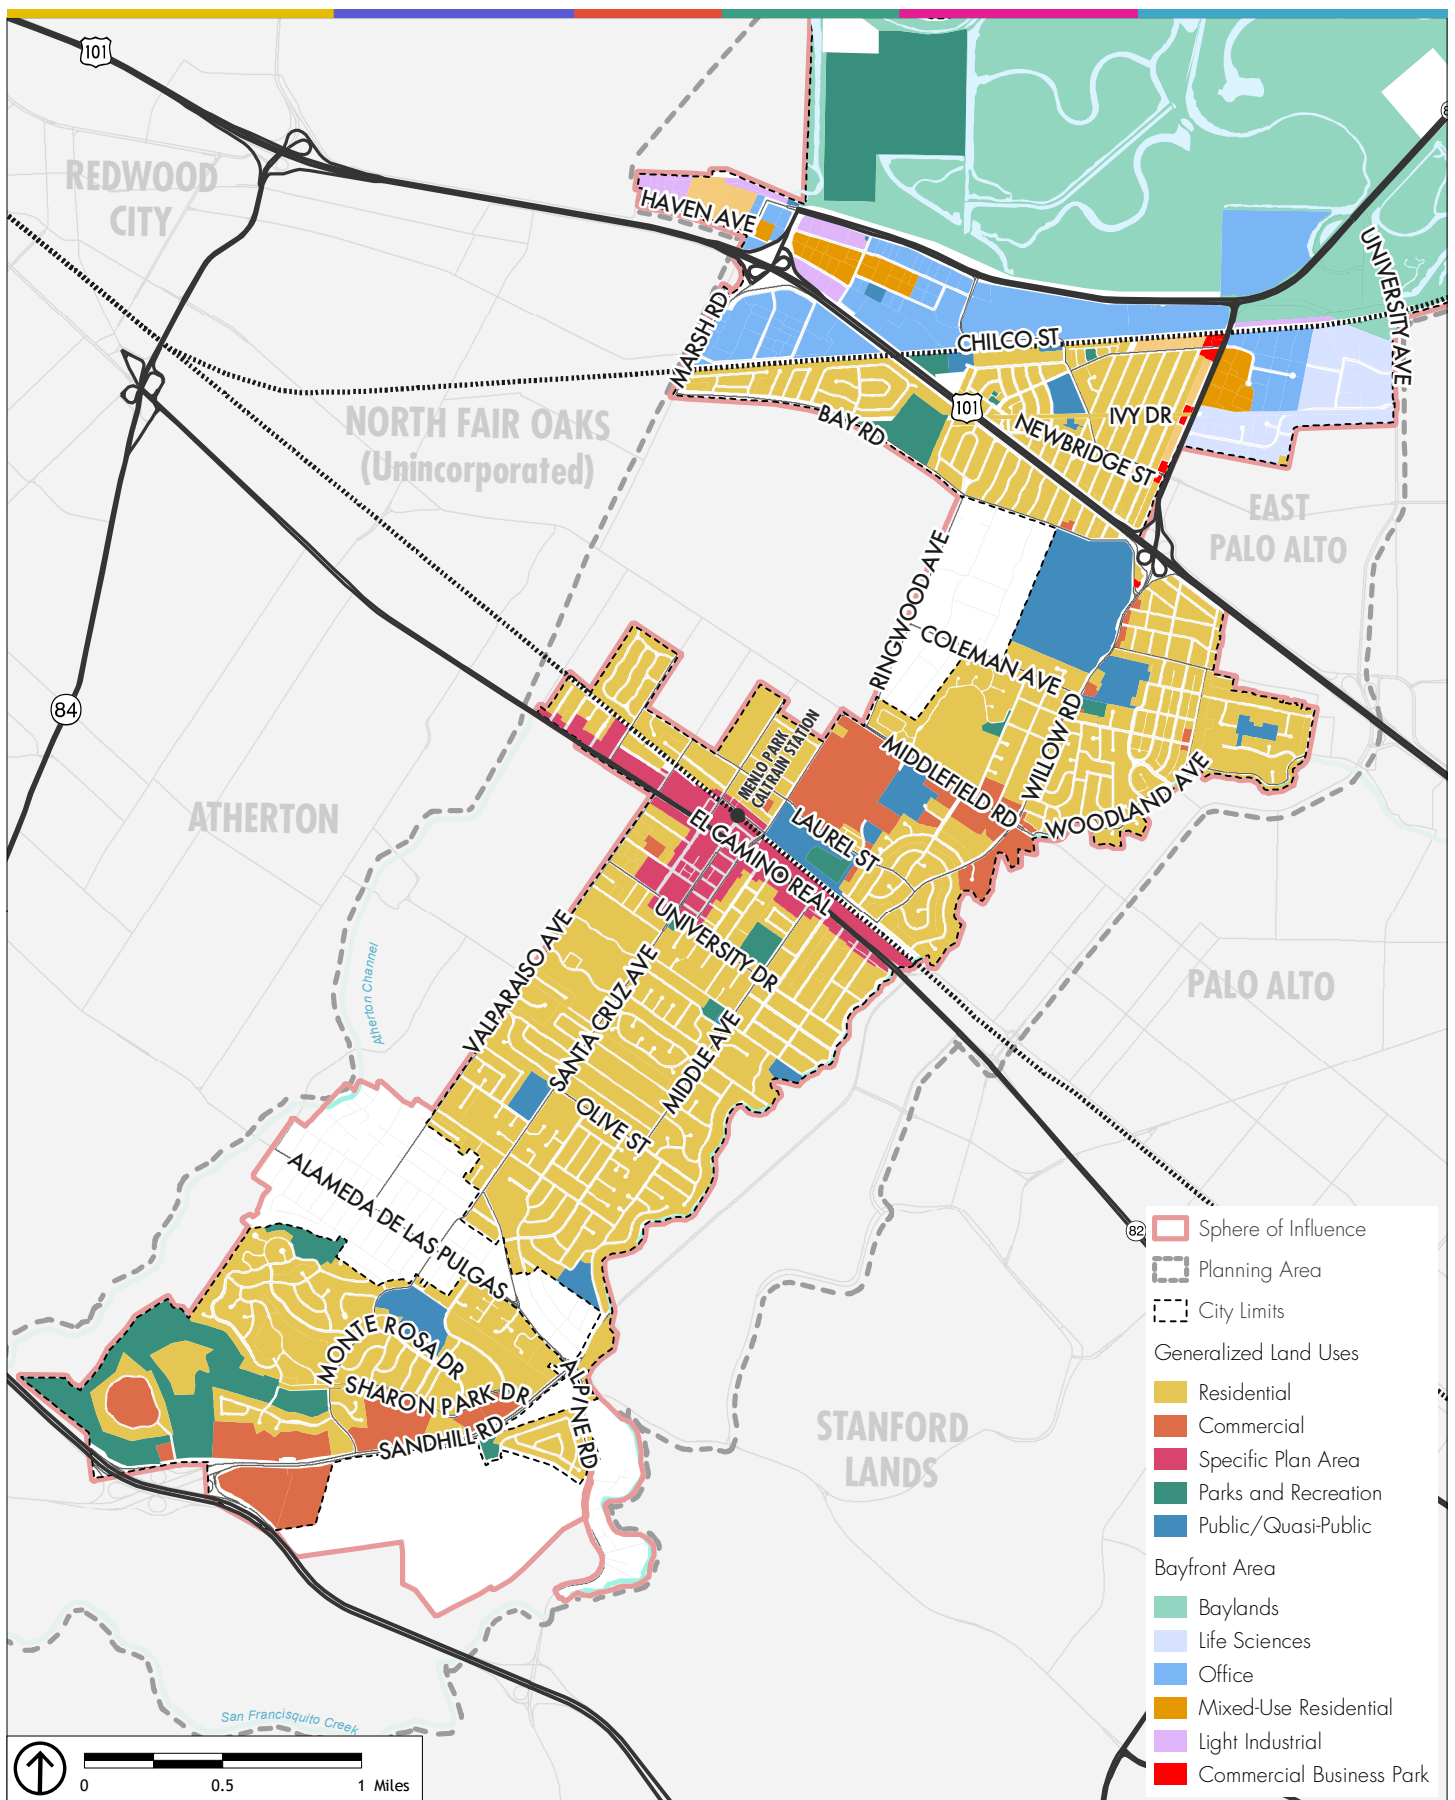 101
REDWOOD
CITY
HAVEN AVE
UNIVERSITY AVE
MARSH RD
CHILCO ST
NORTH FAIR OAKS
(Unincorporated)
BAY RD
101
IVY DR
NEWBRIDGE ST
EAST
PALO ALTO
RINGWOOD AVE
COLEMAN AVE
84
WILLOW RD
MENLO PARK
CALTRAIN STATION
MIDDLEFIELD RD
WOODLAND AVE
ATHERTON
LAUREL ST
EL CAMINO REAL
UNIVERSITY DR
VALPARAISO AVE
SANTA CRUZ AVE
MIDDLE AVE
PALO ALTO
Atherton Channel
OLIVE ST
ALAMEDA DE LAS PULGAS
82
MONTE ROSA DR
SHARON PARK DR
ALPINE RD
SANDHILL RD
STANFORD
LANDS
San Francisquito Creek
Sphere of Influence
Planning Area
City Limits
Generalized Land Uses
Residential
Commercial
Specific Plan Area
Parks and Recreation
Public/Quasi-Public
Bayfront Area
Baylands
Life Sciences
Office
Mixed-Use Residential
Light Industrial
Commercial Business Park
0 0.5 1 Miles